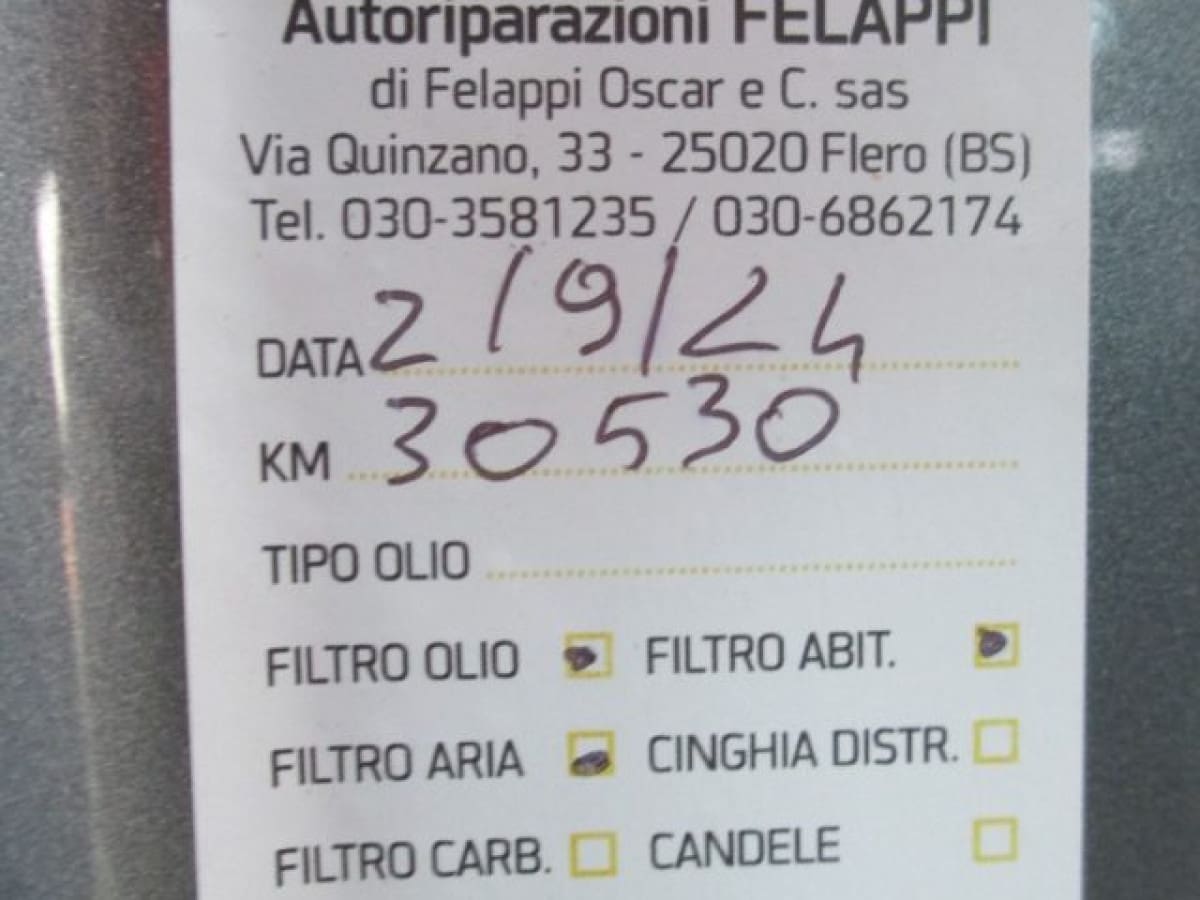 Autoriparazioni FELAPPI
di Felappi Oscar e C. sas
Via Quinzano, 33 - 25020 Flero (BS)
Tel. 030-3581235 / 030-6862174
DATA 2/9/24
KM 30530
TIPO OLIO
FILTRO OLIO FILTRO ABIT.
FILTRO ARIA CINGHIA DISTR.
FILTRO CARB. CANDELE